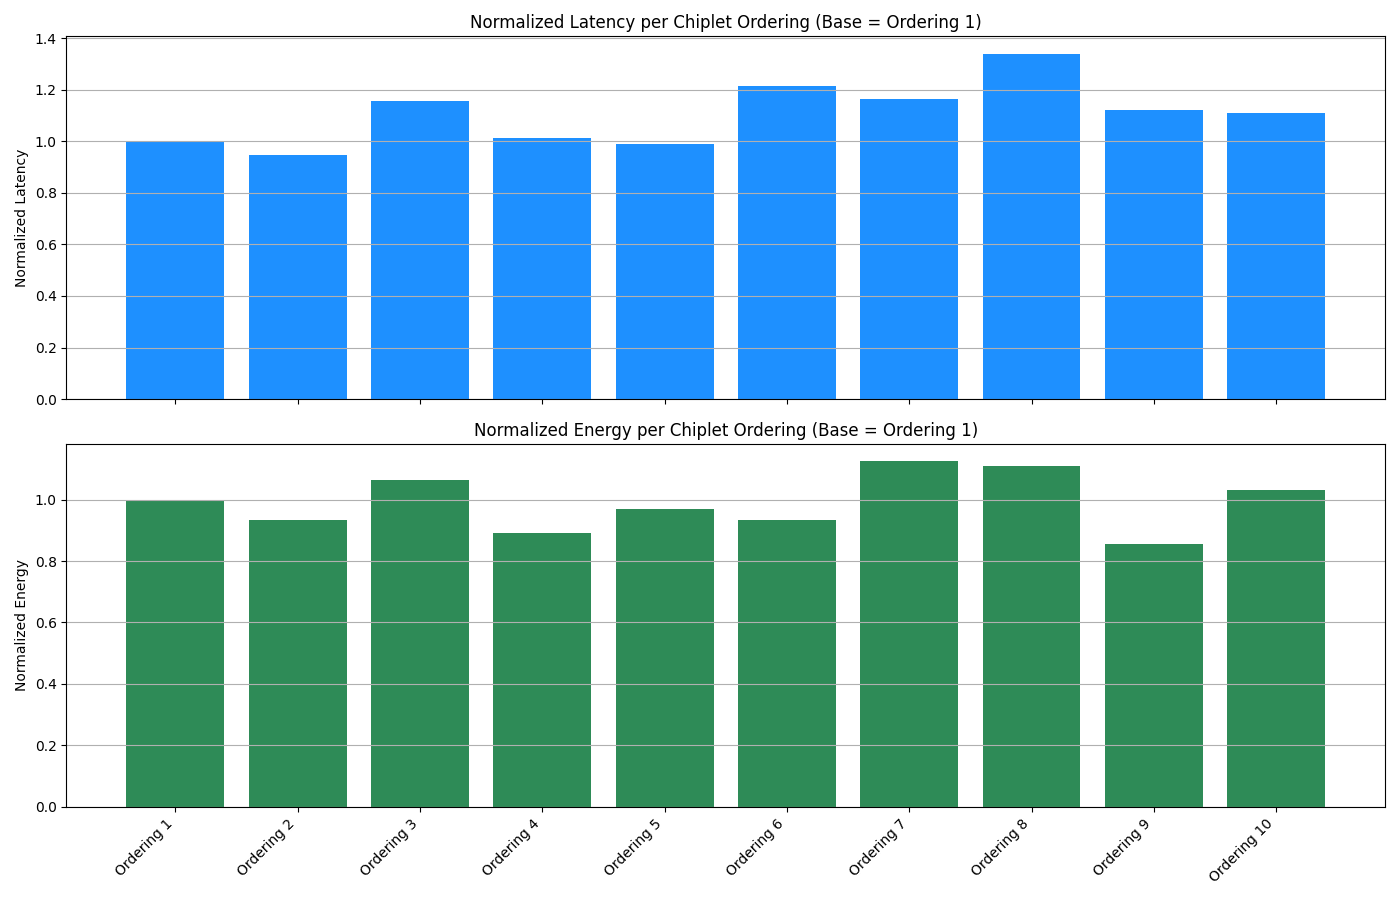 Normalized Latency per Chiplet Ordering (Base = Ordering 1)
1.4
1.2
1.0
0.8
0.6
0.4
0.2
0.0
Normalized Latency
Normalized Energy per Chiplet Ordering (Base = Ordering 1)
1.0
0.8
0.6
0.4
0.2
0.0
Normalized Energy
Ordering 1
Ordering 2
Ordering 3
Ordering 4
Ordering 5
Ordering 6
Ordering 7
Ordering 8
Ordering 9
Ordering 10